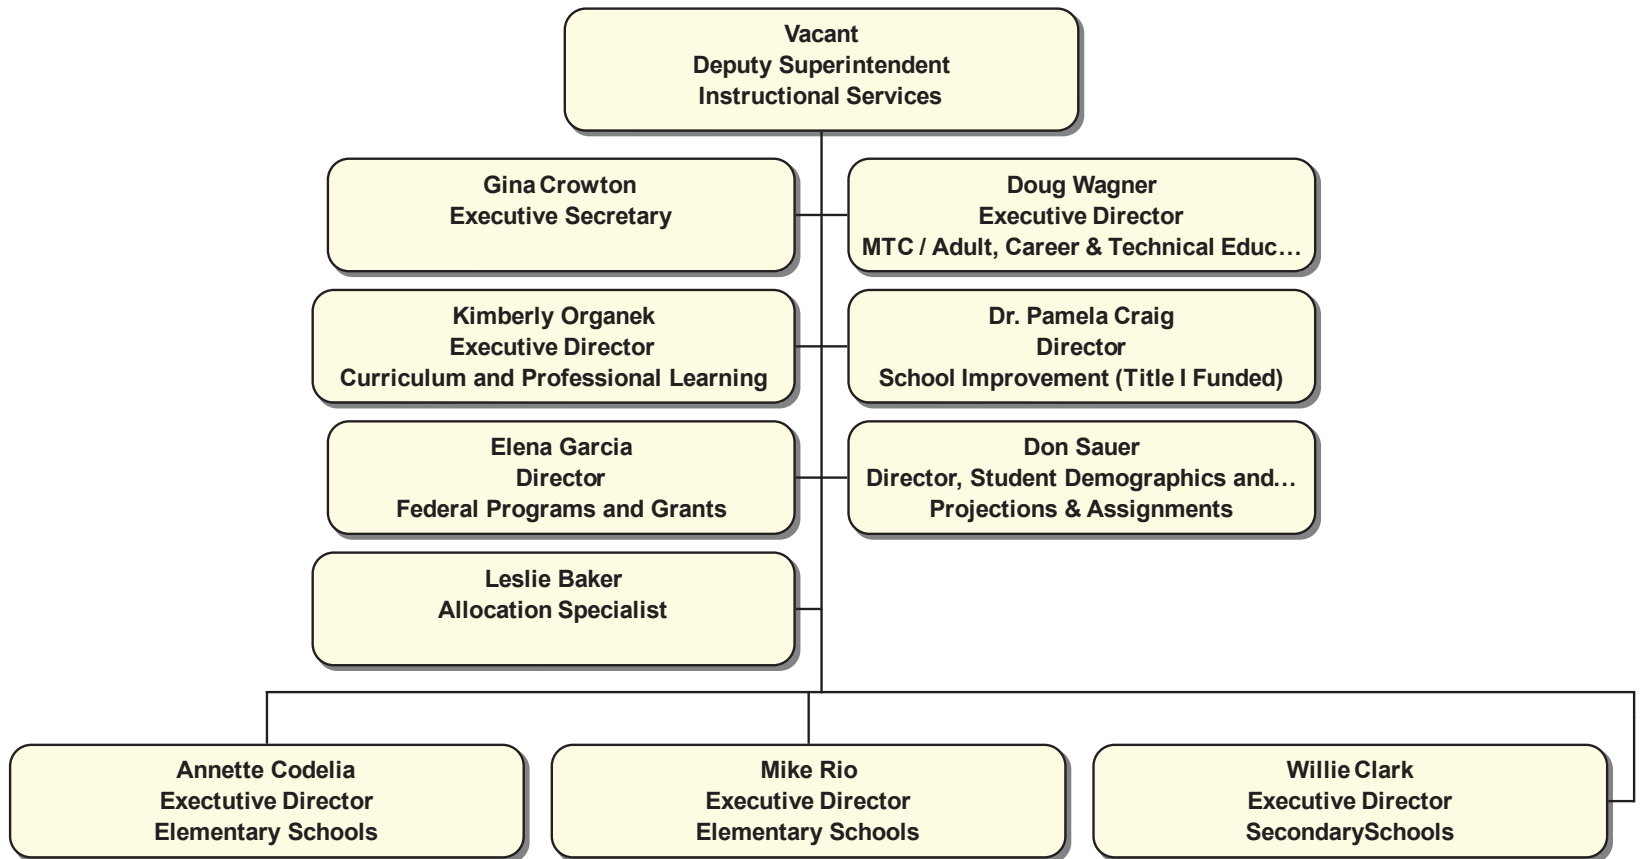 Vacant
Deputy Superintendent
Instructional Services
Gina Crowton
Executive Secretary
Doug Wagner
Executive Director
MTC / Adult, Career & Technical Educ…
Kimberly Organek
Executive Director
Curriculum and Professional Learning
Dr. Pamela Craig
Director
School Improvement (Title I Funded)
Elena Garcia
Director
Federal Programs and Grants
Don Sauer
Director, Student Demographics and…
Projections & Assignments
Leslie Baker
Allocation Specialist
Annette Codelia
Exectutive Director
Elementary Schools
Mike Rio
Executive Director
Elementary Schools
Willie Clark
Executive Director
SecondarySchools